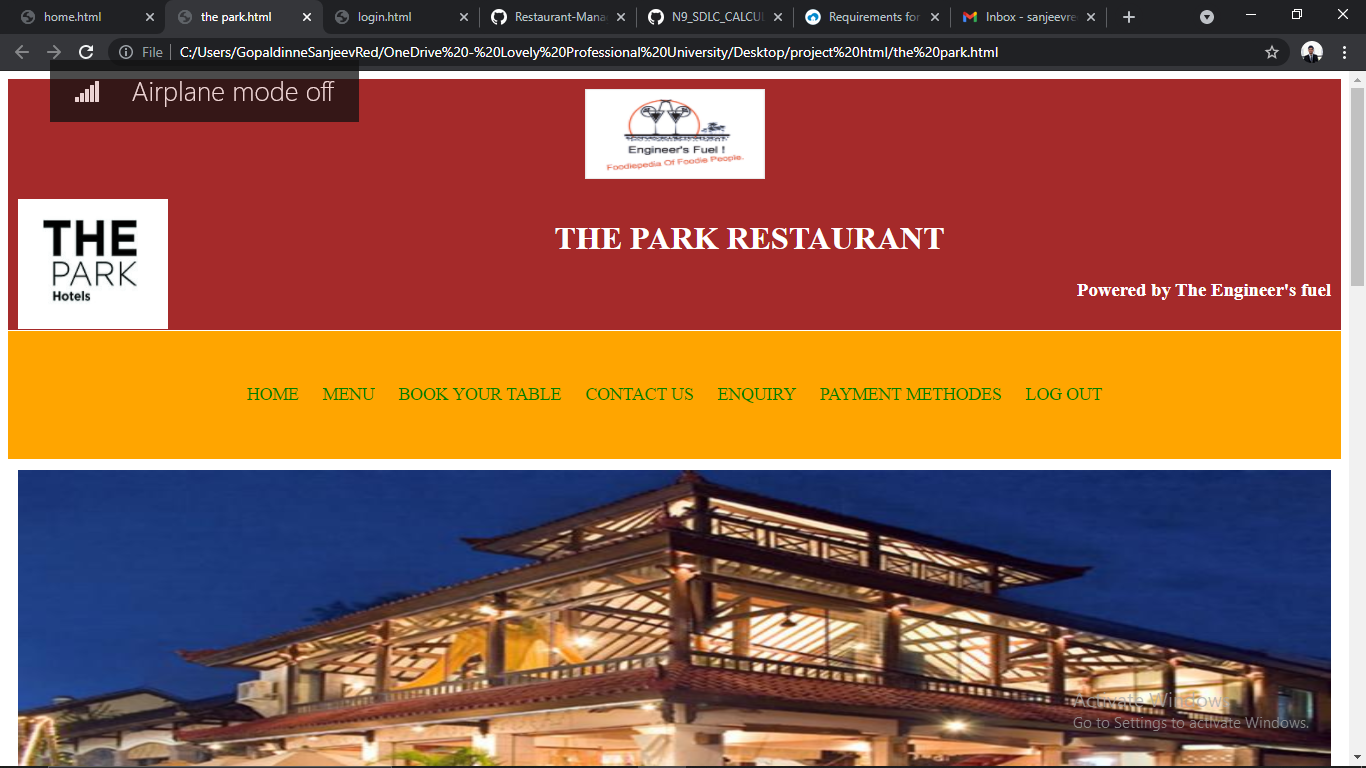 home.html
the park.html
login.html
Restaurant-Mana
N9_SDLC_CALCUL
Requirements for
Inbox - sanjeevre
File
C:/Users/GopaldinneSanjeevRed/OneDrive%20-%20Lovely%20Professional%20University/Desktop/project%20html/the%20park.html
Airplane mode off
Engineer's Fuel !
Foodiepedia Of Foodie People.
THE
PARK
Hotels
THE PARK RESTAURANT
Powered by The Engineer's fuel
HOME MENU BOOK YOUR TABLE CONTACT US ENQUIRY PAYMENT METHODES LOG OUT
Activate Windows
Go to Settings to activate Windows.